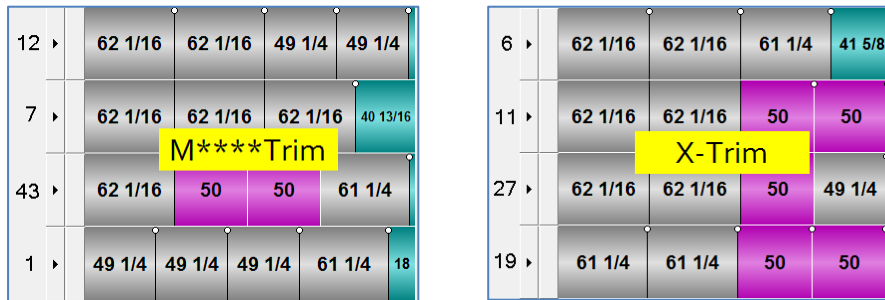 12 62 1/16 62 1/16 49 1/4 49 1/4
7 62 1/16 62 1/16 62 1/16 40 13/16
M****Trim
43 62 1/16 50 50 61 1/4
1 49 1/4 49 1/4 49 1/4 61 1/4 18
6 62 1/16 62 1/16 61 1/4 41 5/8
11 62 1/16 62 1/16 50 50
X-Trim
27 62 1/16 62 1/16 50 49 1/4
19 61 1/4 61 1/4 50 50